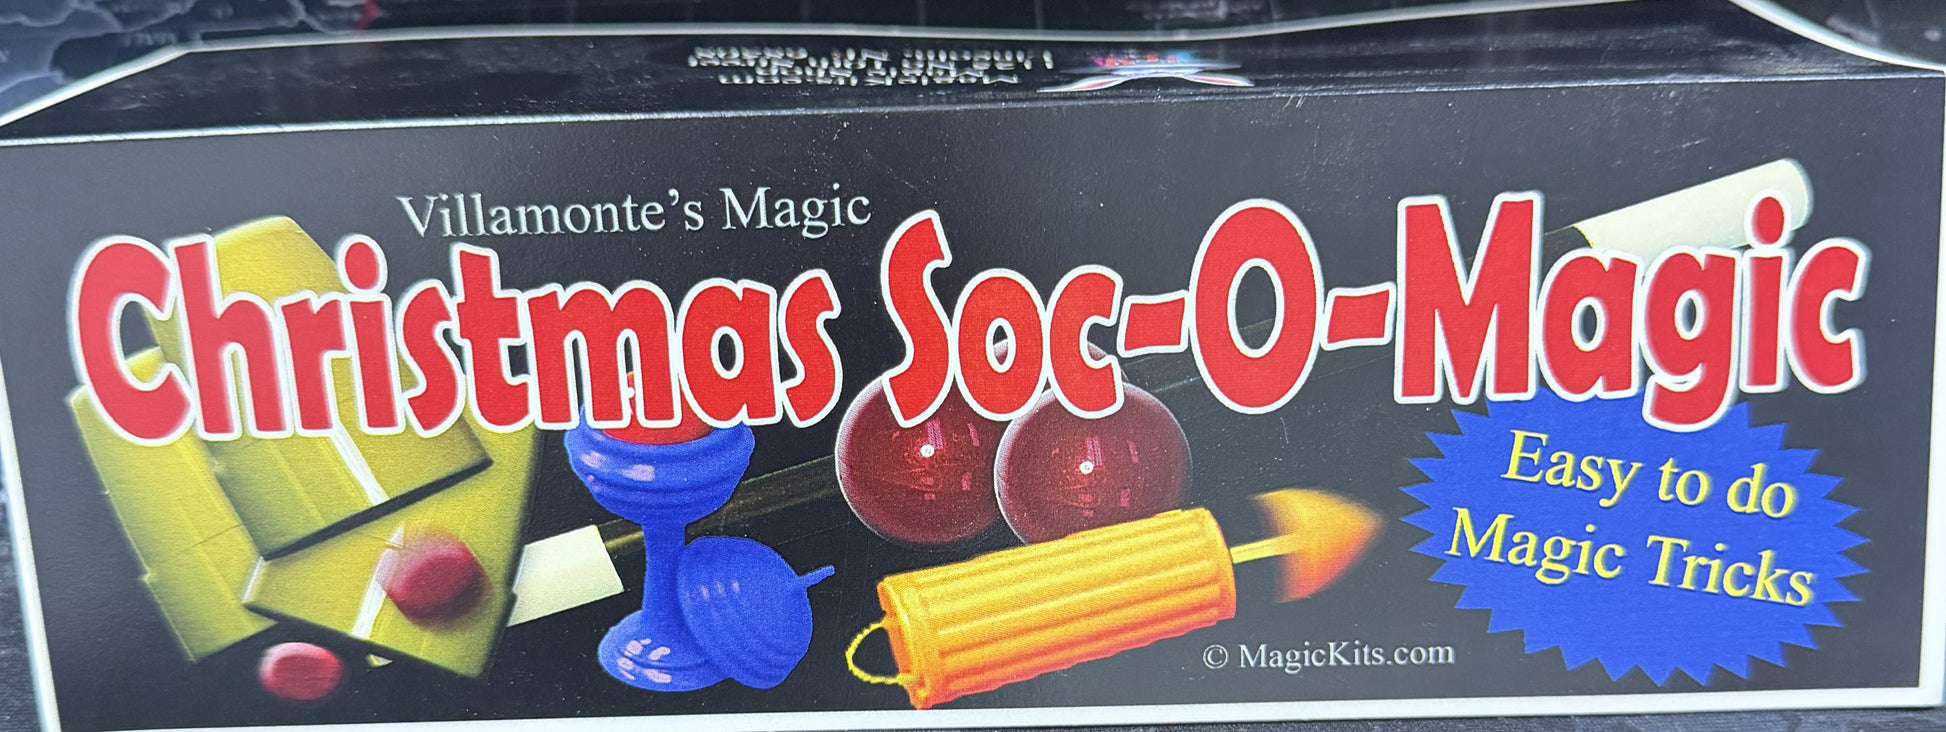 Villamonte's Magic
Christmas Soc-O-Magic
Easy to do
Magic Tricks
© MagicKits.com